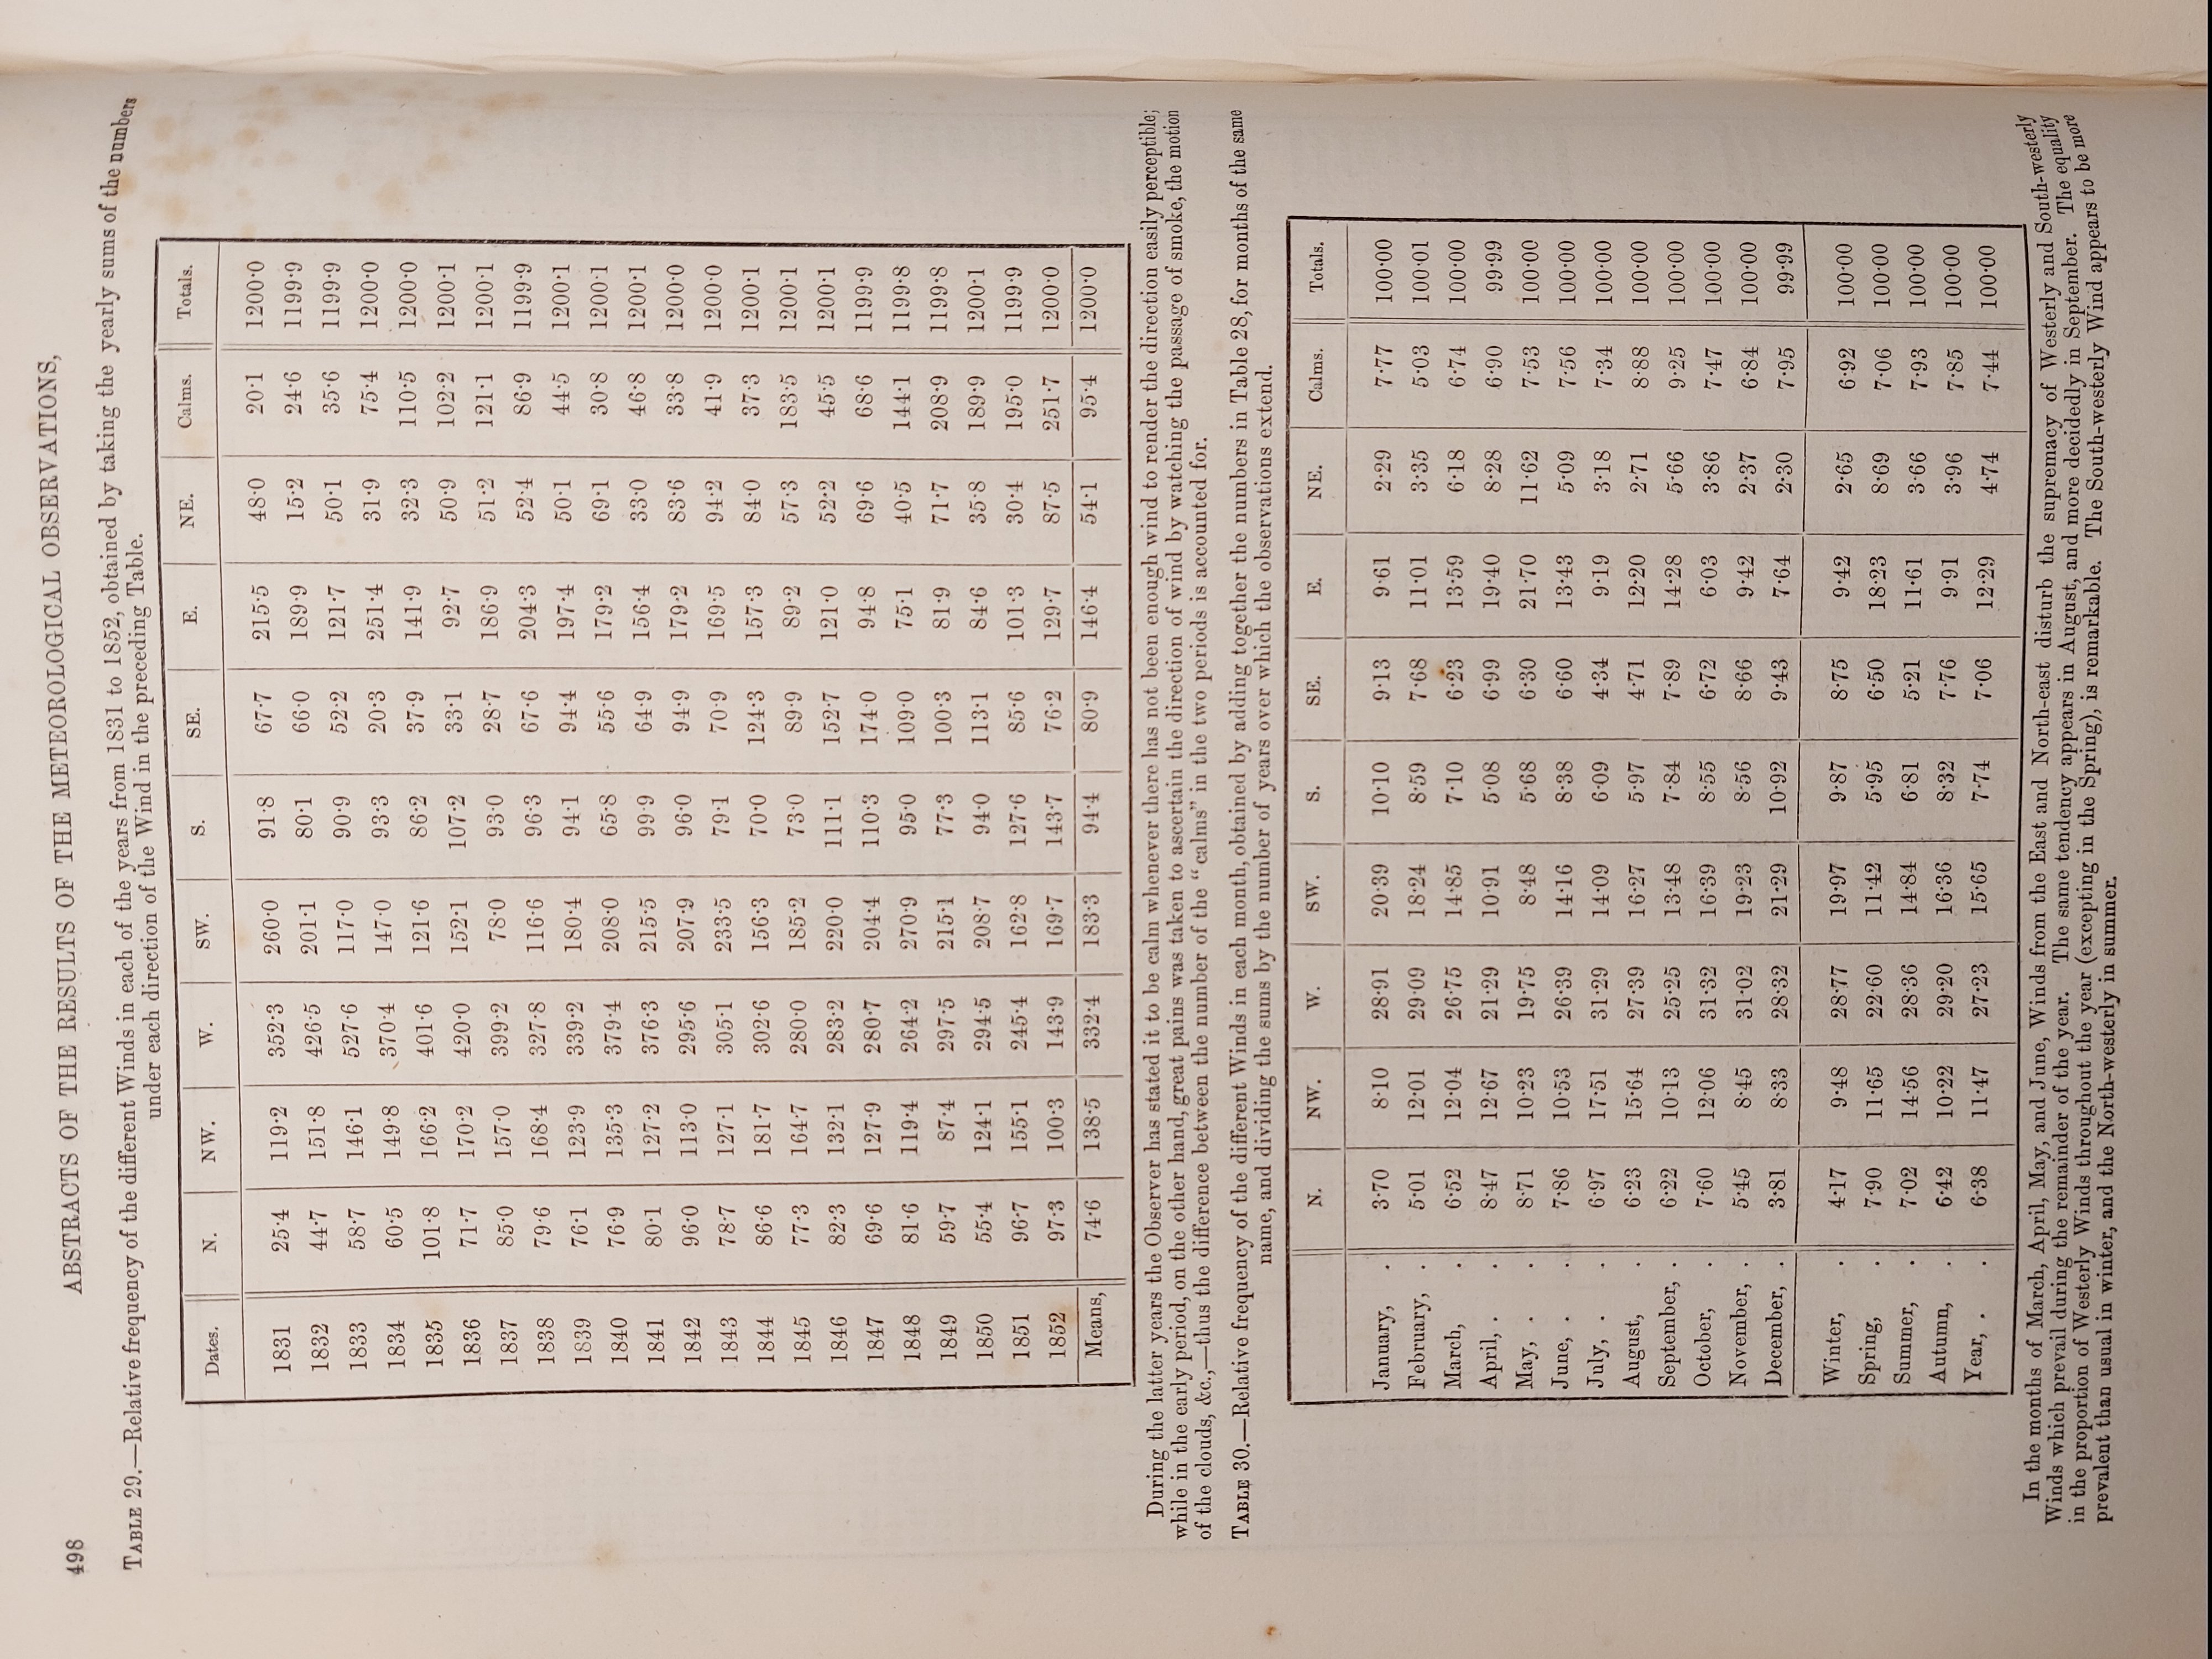 498
ABSTRACTS OF THE RESULTS OF THE METEOROLOGICAL OBSERVATIONS,
TABLE 29.—Relative frequency of the different Winds in each of the years from 1831 to 1852, obtained by taking the yearly sums of the numbers
under each direction of the Wind in the preceding Table.
Dates. N. NW. W. SW. S. SE. E. NE. Calms. Totals.
1831 25·4 119·2 352·3 260·0 91·8 67·7 215·5 48·0 20·1 1200·0
1832 44·7 151·8 426·5 201·1 80·1 66·0 189·9 15·2 24·6 1199·9
1833 58·7 146·1 527·6 117·0 90·9 52·2 121·7 50·1 35·6 1199·9
1834 60·5 149·8 370·4 147·0 93·3 20·3 251·4 31·9 75·4 1200·0
1835 101·8 166·2 401·6 121·6 86·2 37·9 141·9 32·3 110·5 1200·0
1836 71·7 170·2 420·0 152·1 107·2 33·1 92·7 50·9 102·2 1200·1
1837 85·0 157·0 399·2 78·0 93·0 28·7 186·9 51·2 121·1 1200·1
1838 79·6 168·4 327·8 116·6 96·3 67·6 204·3 52·4 86·9 1199·9
1839 76·1 123·9 339·2 180·4 94·1 94·4 197·4 50·1 44·5 1200·1
1840 76·9 135·3 379·4 208·0 65·8 55·6 179·2 69·1 30·8 1200·1
1841 80·1 127·2 376·3 215·5 99·9 64·9 156·4 33·0 46·8 1200·1
1842 96·0 113·0 295·6 207·9 96·0 94·9 179·2 83·6 33·8 1200·0
1843 78·7 127·1 305·1 233·5 79·1 70·9 169·5 94·2 41·9 1200·0
1844 86·6 181·7 302·6 156·3 70·0 124·3 157·3 84·0 37·3 1200·1
1845 77·3 164·7 280·0 185·2 73·0 89·9 89·2 57·3 183·5 1200·1
1846 82·3 132·1 283·2 220·0 111·1 152·7 121·0 52·2 45·5 1200·1
1847 69·6 127·9 280·7 204·4 110·3 174·0 94·8 69·6 68·6 1199·9
1848 81·6 119·4 264·2 270·9 95·0 109·0 75·1 40·5 144·1 1199·8
1849 59·7 87·4 297·5 215·1 77·3 100·3 81·9 71·7 208·9 1199·8
1850 55·4 124·1 294·5 208·7 94·0 113·1 84·6 35·8 189·9 1200·1
1851 96·7 155·1 245·4 162·8 127·6 85·6 101·3 30·4 195·0 1199·9
1852 97·3 100·3 143·9 169·7 143·7 76·2 129·7 87·5 251·7 1200·0
Means, 74·6 138·5 332·4 183·3 94·4 80·9 146·4 54·1 95·4 1200·0
During the latter years the Observer has stated it to be calm whenever there has not been enough wind to render the direction easily perceptible;
while in the early period, on the other hand, great pains was taken to ascertain the direction of wind by watching the passage of smoke, the motion
of the clouds, &c.,—thus the difference between the number of the "calms" in the two periods is accounted for.
TABLE 30.—Relative frequency of the different Winds in each month, obtained by adding together the numbers in Table 28, for months of the same
name, and dividing the sums by the number of years over which the observations extend.
N. NW. W. SW. S. SE. E. NE. Calms. Totals.
January, . 3·70 8·10 28·91 20·39 10·10 9·13 9·61 2·29 7·77 100·00
February, . 5·01 12·01 29·09 18·24 8·59 7·68 11·01 3·35 5·03 100·01
March, . 6·52 12·04 26·75 14·85 7·10 6·23 13·59 6·18 6·74 100·00
April, . . 8·47 12·67 21·29 10·91 5·08 6·99 19·40 8·28 6·90 99·99
May, . . 8·71 10·23 19·75 8·48 5·68 6·30 21·70 11·62 7·53 100·00
June, . . 7·86 10·53 26·39 14·16 8·38 6·60 13·43 5·09 7·56 100·00
July, . . 6·97 17·51 31·29 14·09 6·09 4·34 9·19 3·18 7·34 100·00
August, . 6·23 15·64 27·39 16·27 5·97 4·71 12·20 2·71 8·88 100·00
September, . 6·22 10·13 25·25 13·48 7·84 7·89 14·28 5·66 9·25 100·00
October, . 7·60 12·06 31·32 16·39 8·55 6·72 6·03 3·86 7·47 100·00
November, . 5·45 8·45 31·02 19·23 8·56 8·66 9·42 2·37 6·84 100·00
December, . 3·81 8·33 28·32 21·29 10·92 9·43 7·64 2·30 7·95 99·99
Winter, . 4·17 9·48 28·77 19·97 9·87 8·75 9·42 2·65 6·92 100·00
Spring, . 7·90 11·65 22·60 11·42 5·95 6·50 18·23 8·69 7·06 100·00
Summer, . 7·02 14·56 28·36 14·84 6·81 5·21 11·61 3·66 7·93 100·00
Autumn, . 6·42 10·22 29·20 16·36 8·32 7·76 9·91 3·96 7·85 100·00
Year, . . 6·38 11·47 27·23 15·65 7·74 7·06 12·29 4·74 7·44 100·00
In the months of March, April, May, and June, Winds from the East and North-east disturb the supremacy of Westerly and South-westerly
Winds which prevail during the remainder of the year. The same tendency appears in August, and more decidedly in September. The equality
in the proportion of Westerly Winds throughout the year (excepting in the Spring), is remarkable. The South-westerly Wind appears to be more
prevalent than usual in winter, and the North-westerly in summer.